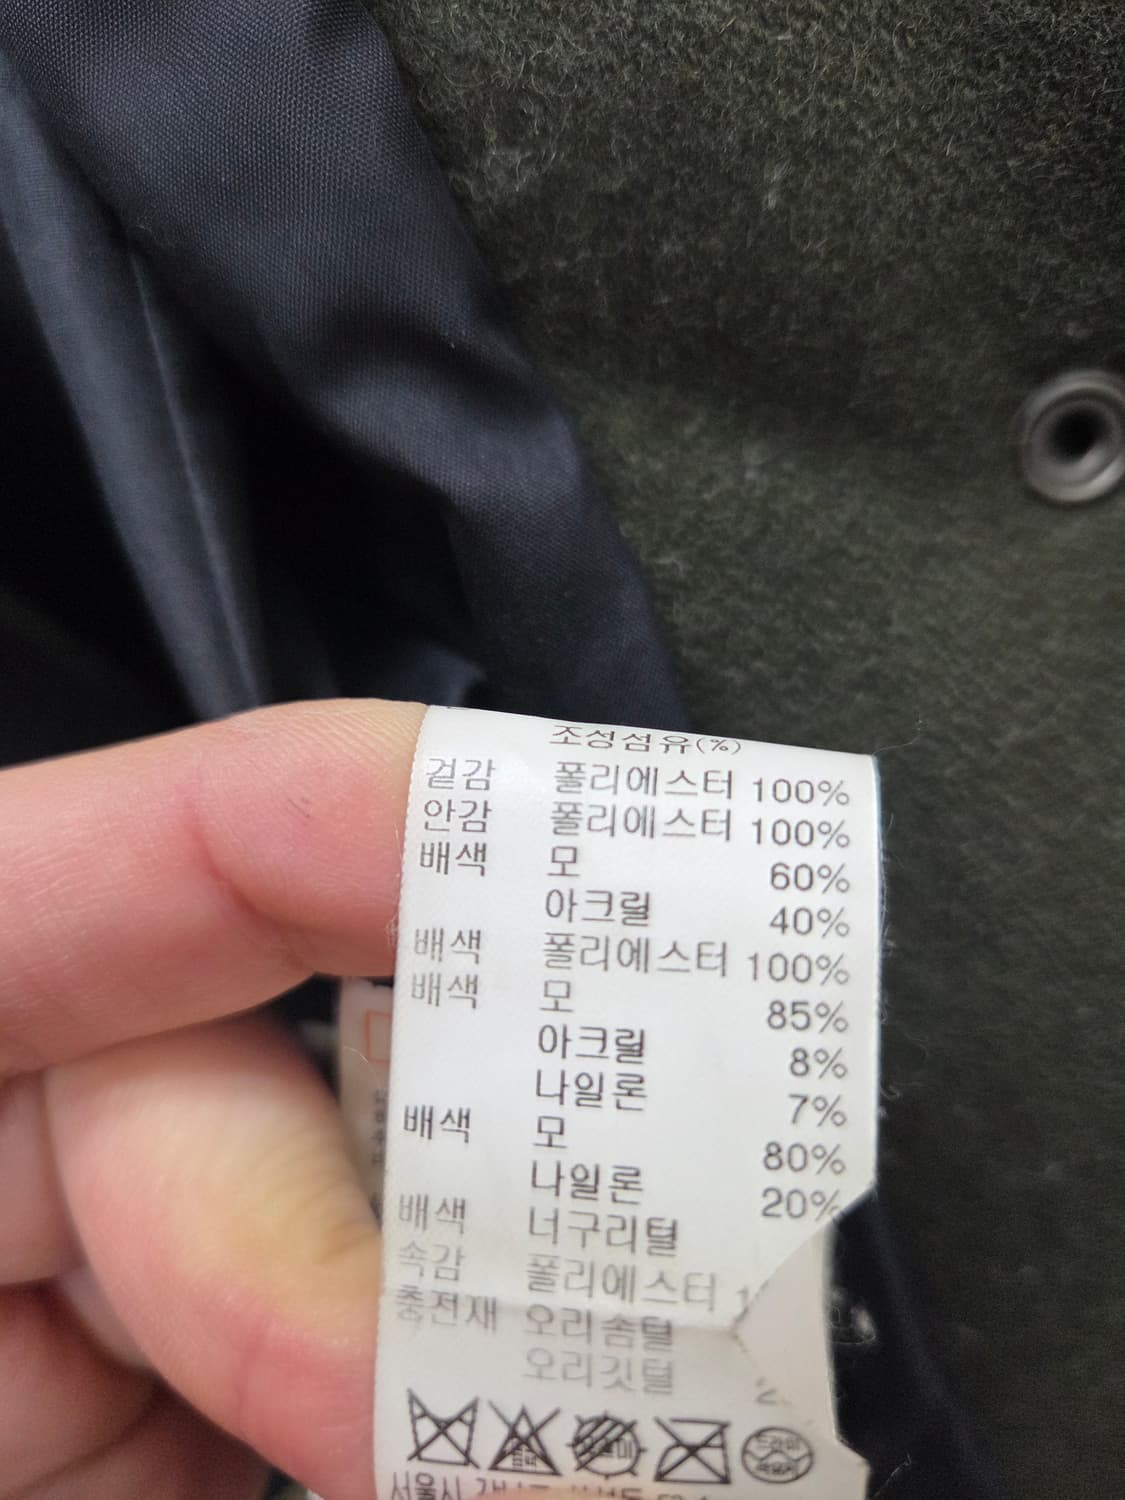 조성섬유(%)
겉감 폴리에스터 100%
안감 폴리에스터 100%
배색 모 60%
아크릴 40%
배색 폴리에스터 100%
배색 모 85%
아크릴 8%
나일론 7%
배색 모 80%
나일론 20%
배색 너구리털
속감 폴리에스터
충전재 오리솜털
오리깃털
서울시